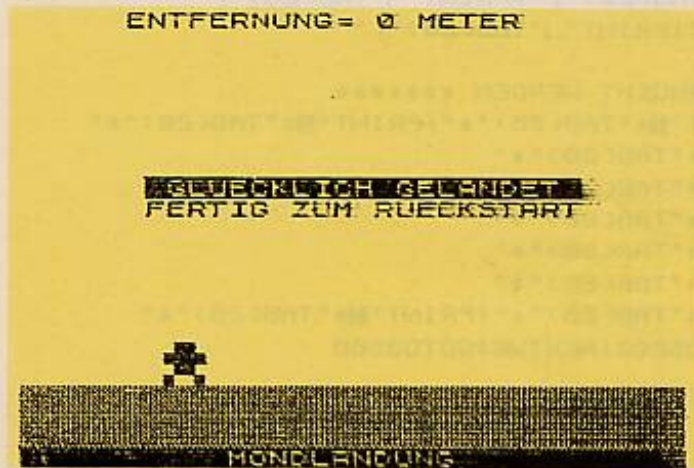 ENTFERNUNG= 0 METER
GLUECKLICH GELANDET
FERTIG ZUM RUECKSTART
MONDLANDUNG